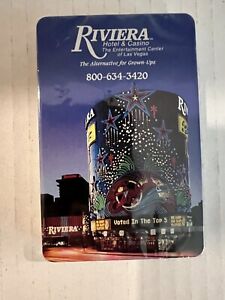 RIVIERA
Hotel & Casino
The Entertainment Center
of Las Vegas
The Alternative for Grown-Ups
800-634-3420
RIVIERA
Voted In The Top 5